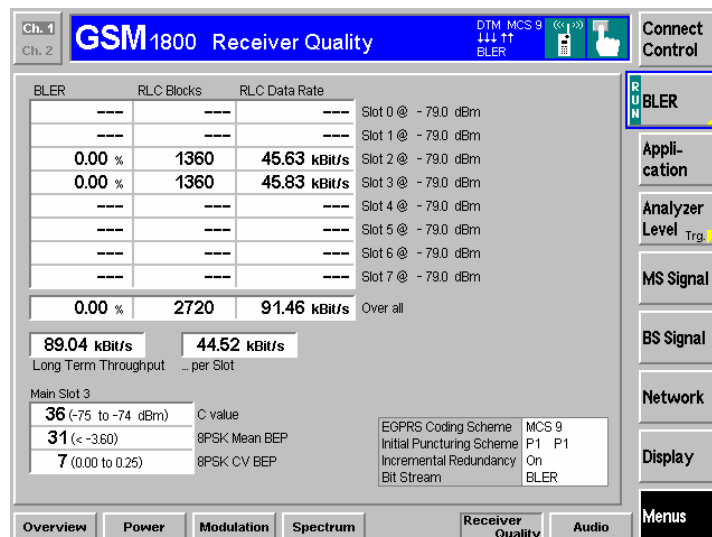 Ch. 1
Ch. 2
GSM 1800 Receiver Quality
DTM MCS 9
↓↓↓ ↑↑
BLER
Connect
Control
BLER RLC Blocks RLC Data Rate
--- --- --- Slot 0 @ - 79.0 dBm
--- --- --- Slot 1 @ - 79.0 dBm
0.00 % 1360 45.63 kBit/s Slot 2 @ - 79.0 dBm
0.00 % 1360 45.83 kBit/s Slot 3 @ - 79.0 dBm
--- --- --- Slot 4 @ - 79.0 dBm
--- --- --- Slot 5 @ - 79.0 dBm
--- --- --- Slot 6 @ - 79.0 dBm
--- --- --- Slot 7 @ - 79.0 dBm
0.00 % 2720 91.46 kBit/s Over all
89.04 kBit/s 44.52 kBit/s
Long Term Throughput ... per Slot
Main Slot 3
36 (-75 to -74 dBm) C value
31 (< -3.60) 8PSK Mean BEP
7 (0.00 to 0.25) 8PSK CV BEP
EGPRS Coding Scheme MCS 9
Initial Puncturing Scheme P1 P1
Incremental Redundancy On
Bit Stream BLER
RUN
BLER
Appli-
cation
Analyzer
Level Trg.
MS Signal
BS Signal
Network
Display
Menus
Overview Power Modulation Spectrum Receiver Quality Audio